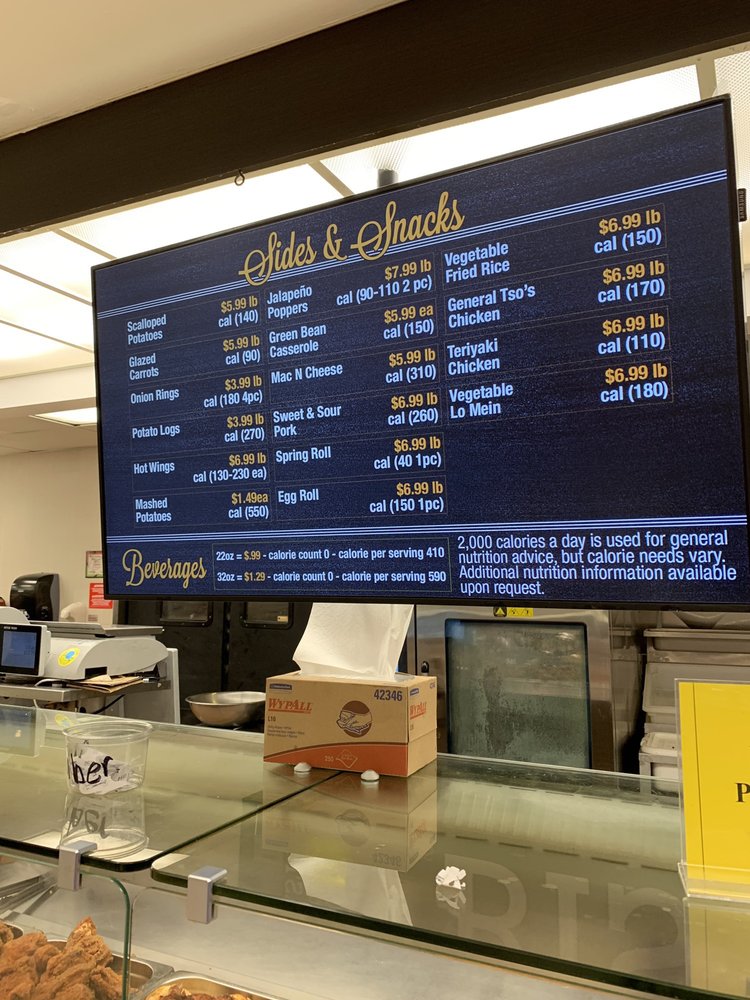 Sides & Snacks
Scalloped
Potatoes
$5.99 lb
cal (140)
Glazed
Carrots
$5.99 lb
cal (90)
Onion Rings
$3.99 lb
cal (180 4pc)
Potato Logs
$3.99 lb
cal (270)
Hot Wings
$6.99 lb
cal (130-230 ea)
Mashed
Potatoes
$1.49ea
cal (550)
Jalapeño
Poppers
$7.99 lb
cal (90-110 2 pc)
Green Bean
Casserole
$5.99 ea
cal (150)
Mac N Cheese
$5.99 lb
cal (310)
Sweet & Sour
Pork
$6.99 lb
cal (260)
Spring Roll
$6.99 lb
cal (40 1pc)
Egg Roll
$6.99 lb
cal (150 1pc)
Vegetable
Fried Rice
$6.99 lb
cal (150)
General Tso's
Chicken
$6.99 lb
cal (170)
Teriyaki
Chicken
$6.99 lb
cal (110)
Vegetable
Lo Mein
$6.99 lb
cal (180)
Beverages
22oz = $.99 - calorie count 0 - calorie per serving 410
32oz = $1.29 - calorie count 0 - calorie per serving 590
2,000 calories a day is used for general
nutrition advice, but calorie needs vary.
Additional nutrition information available
upon request.
SAMSUNG
42346
WYPALL
L10
250
ber
P